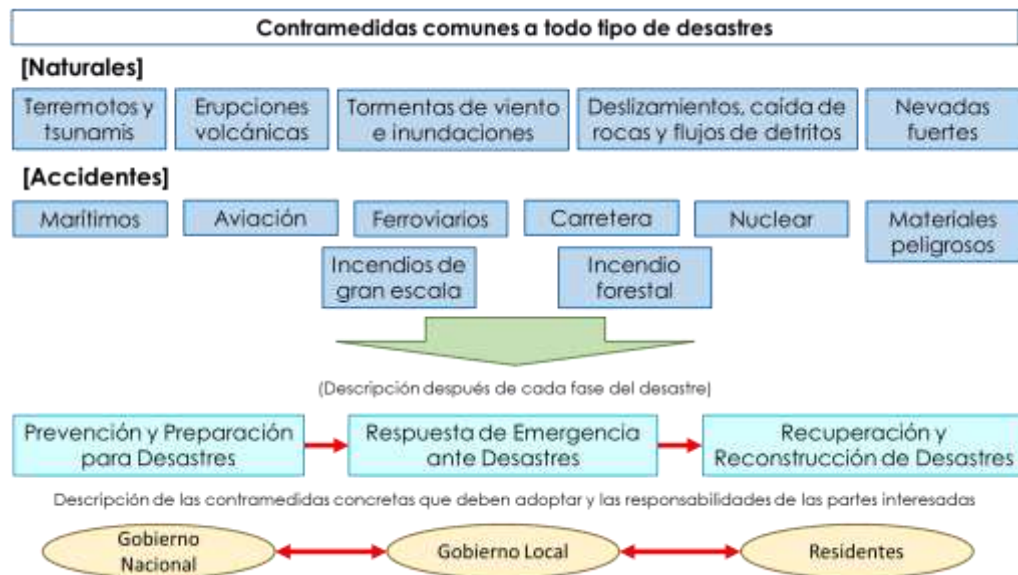 Contramedidas comunes a todo tipo de desastres
[Naturales]
Terremotos y
tsunamis
Erupciones
volcánicas
Tormentas de viento
e inundaciones
Deslizamientos, caída de
rocas y flujos de detritos
Nevadas
fuertes
[Accidentes]
Marítimos
Aviación
Ferroviarios
Carretera
Nuclear
Materiales
peligrosos
Incendios de
gran escala
Incendio
forestal
(Descripción después de cada fase del desastre)
Prevención y Preparación
para Desastres
Respuesta de Emergencia
ante Desastres
Recuperación y
Reconstrucción de Desastres
Descripción de las contramedidas concretas que deben adoptar y las responsabilidades de las partes interesadas
Gobierno
Nacional
Gobierno Local
Residentes